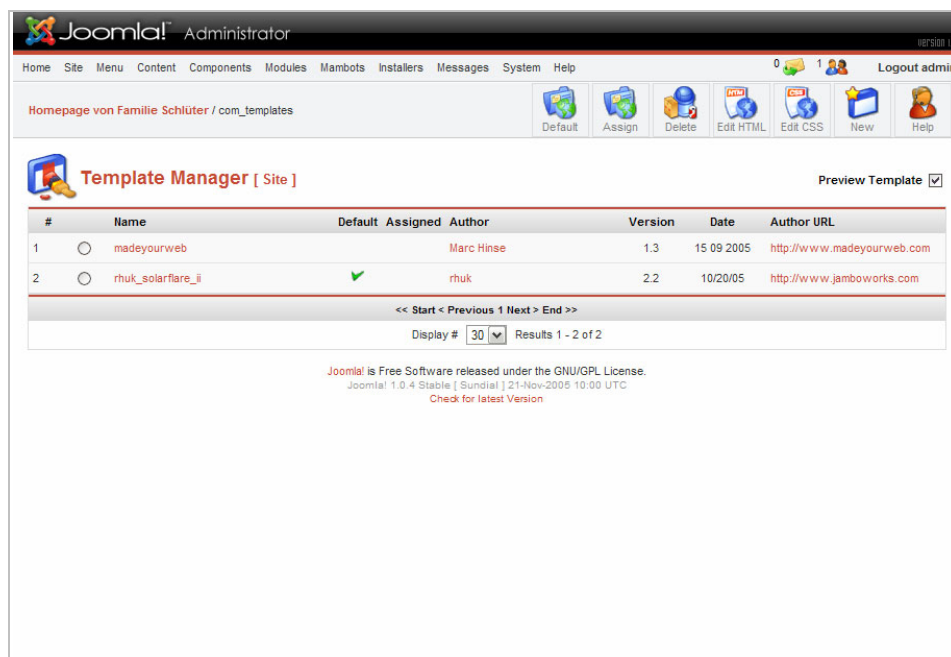 Joomla!™ Administrator
version 1
Home Site Menu Content Components Modules Mambots Installers Messages System Help 0 1 Logout admi
Homepage von Familie Schlüter / com_templates
Default Assign Delete Edit HTML Edit CSS New Help
Template Manager [ Site ] Preview Template
# Name Default Assigned Author Version Date Author URL
1 madeyourweb Marc Hinse 1.3 15 09 2005 http://www.madeyourweb.com
2 rhuk_solarflare_ii rhuk 2.2 10/20/05 http://www.jamboworks.com
<< Start < Previous 1 Next > End >>
Display # 30 Results 1 - 2 of 2
Joomla! is Free Software released under the GNU/GPL License.
Joomla! 1.0.4 Stable [ Sundial ] 21-Nov-2005 10:00 UTC
Check for latest Version